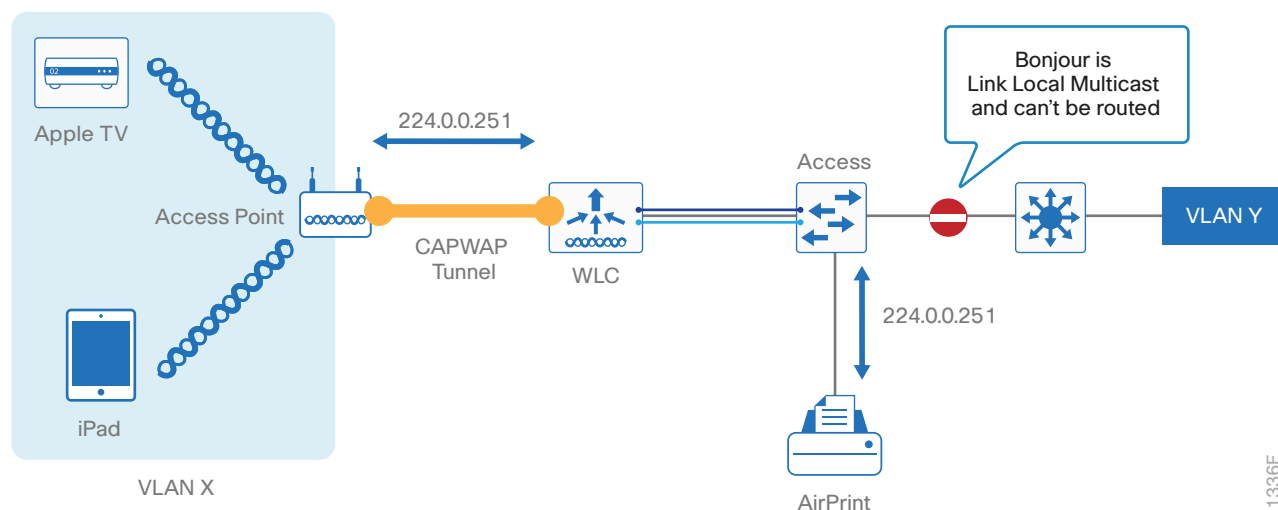 02
Apple TV
224.0.0.251
Bonjour is
Link Local Multicast
and can't be routed
Access
Access Point
CAPWAP
Tunnel
WLC
VLAN Y
224.0.0.251
iPad
VLAN X
AirPrint
1336F